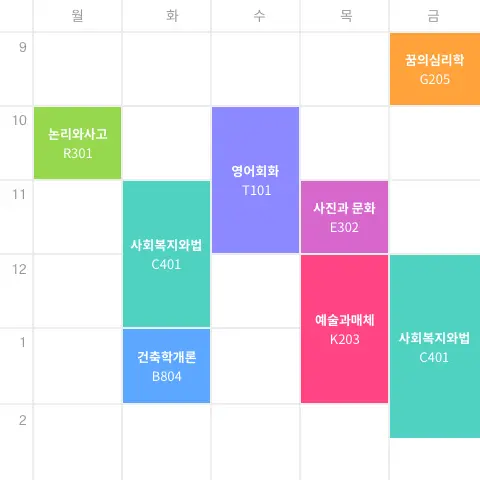 월 화 수 목 금
9
꿈의심리학
G205
10
논리와사고
R301
영어회화
T101
11
사회복지와법
C401
사진과 문화
E302
12
예술과매체
K203
사회복지와법
C401
1
건축학개론
B804
2